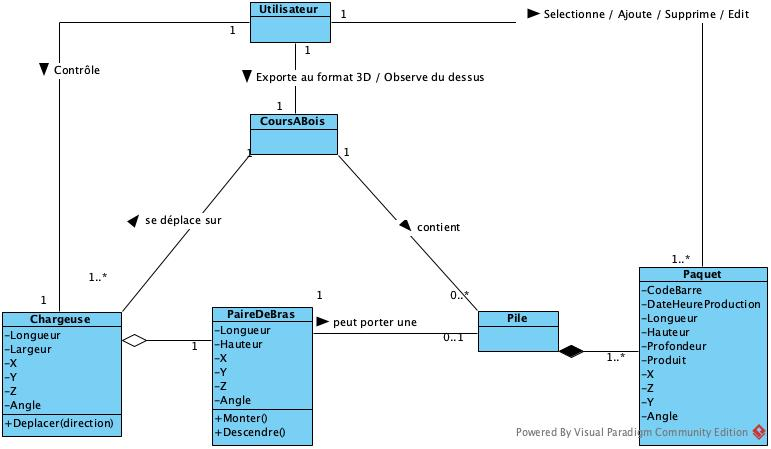 Utilisateur
1
1
Selectionne / Ajoute / Supprime / Edit
1
Contrôle
Exporte au format 3D / Observe du dessus
1
CoursABois
1
1
se déplace sur
contient
1..*
1..*
1
1
0..*
Chargeuse
-Longueur
-Largeur
-X
-Y
-Z
-Angle
+Deplacer(direction)
1
PaireDeBras
-Longueur
-Hauteur
-X
-Y
-Z
-Angle
+Monter()
+Descendre()
peut porter une
0..1
Pile
1..*
Paquet
-CodeBarre
-DateHeureProduction
-Longueur
-Hauteur
-Profondeur
-Produit
-X
-Z
-Y
-Angle
Powered By Visual Paradigm Community Edition